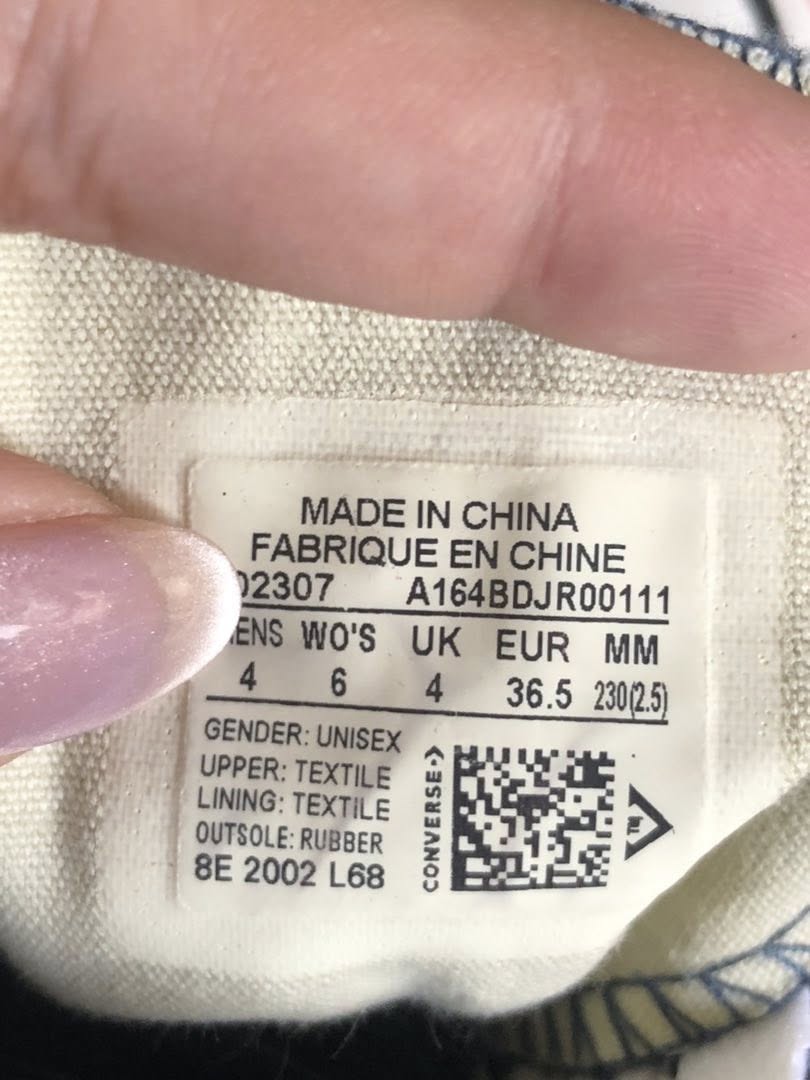 MADE IN CHINA
FABRIQUE EN CHINE
A164BDJR00111
WO'S UK EUR MM
4 6 4 36.5 230(2.5)
GENDER: UNISEX
UPPER: TEXTILE
LINING: TEXTILE
OUTSOLE: RUBBER
8E 2002 L68
CONVERSE